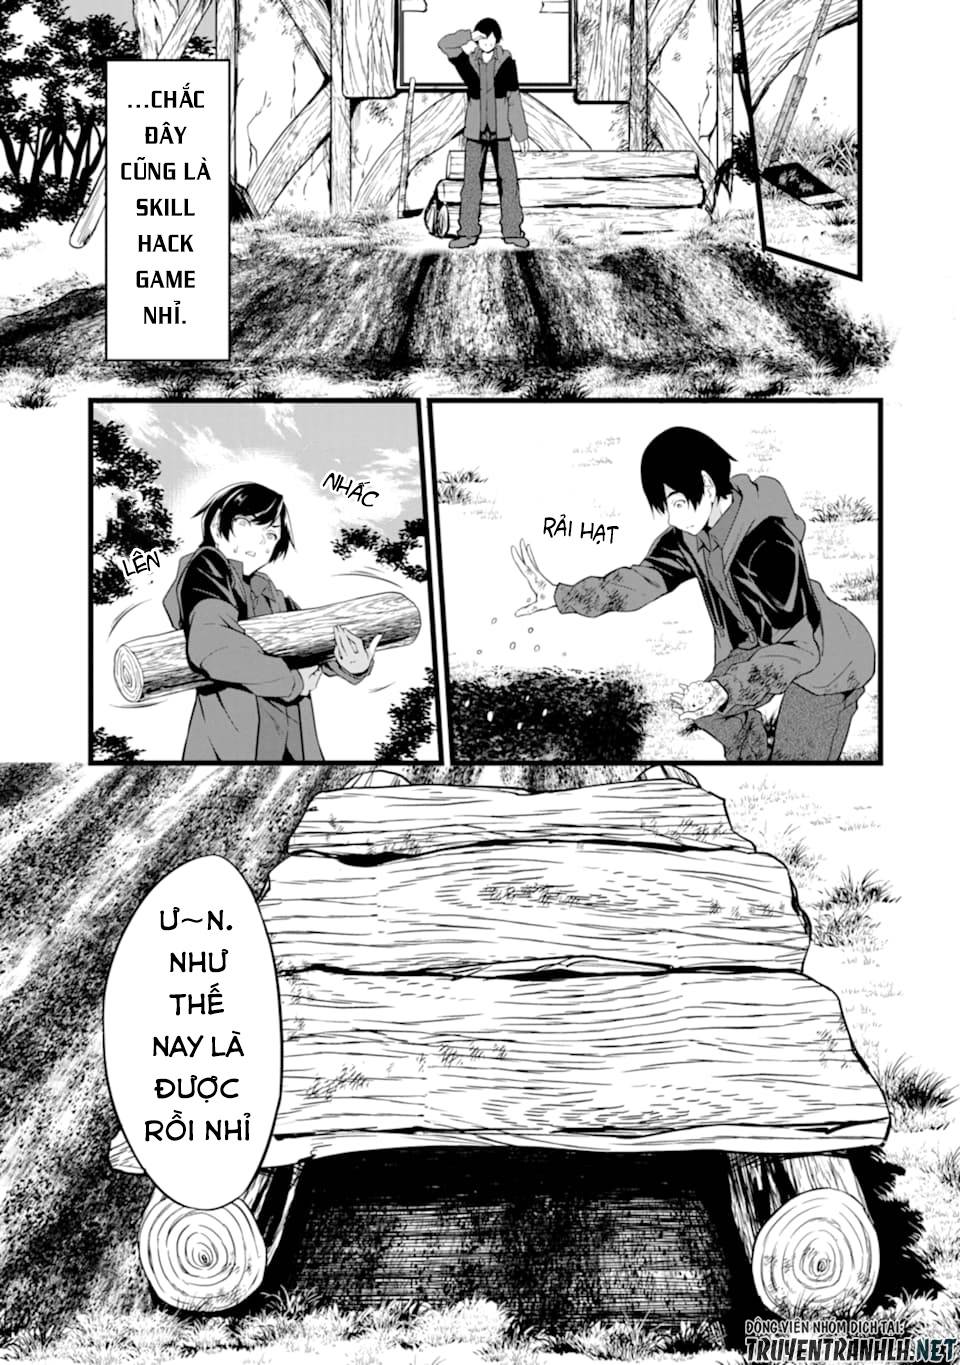 ...CHẮC
ĐÂY
CŨNG LÀ
SKILL
HACK
GAME
NHỈ.
RẢI HẠT
NHẤC
LÊN
Ư~N.
NHƯ
THẾ
NAY LÀ
ĐƯỢC
RỒI NHỈ
ĐỘNG VIÊN NHÓM DỊCH TẠI:
TRUYENTRANHLH.NET